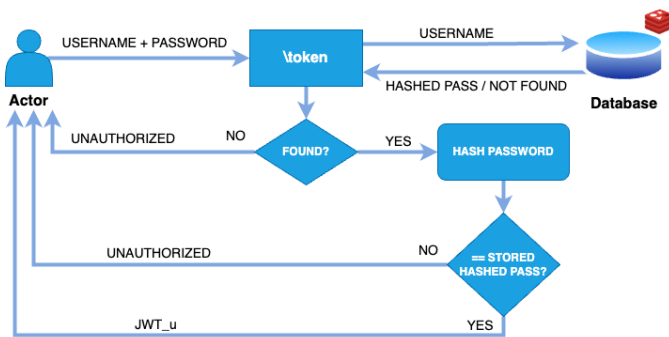 USERNAME + PASSWORD
\token
USERNAME
HASHED PASS / NOT FOUND
Actor
Database
UNAUTHORIZED
NO
FOUND?
YES
HASH PASSWORD
UNAUTHORIZED
NO
== STORED
HASHED PASS?
JWT_u
YES